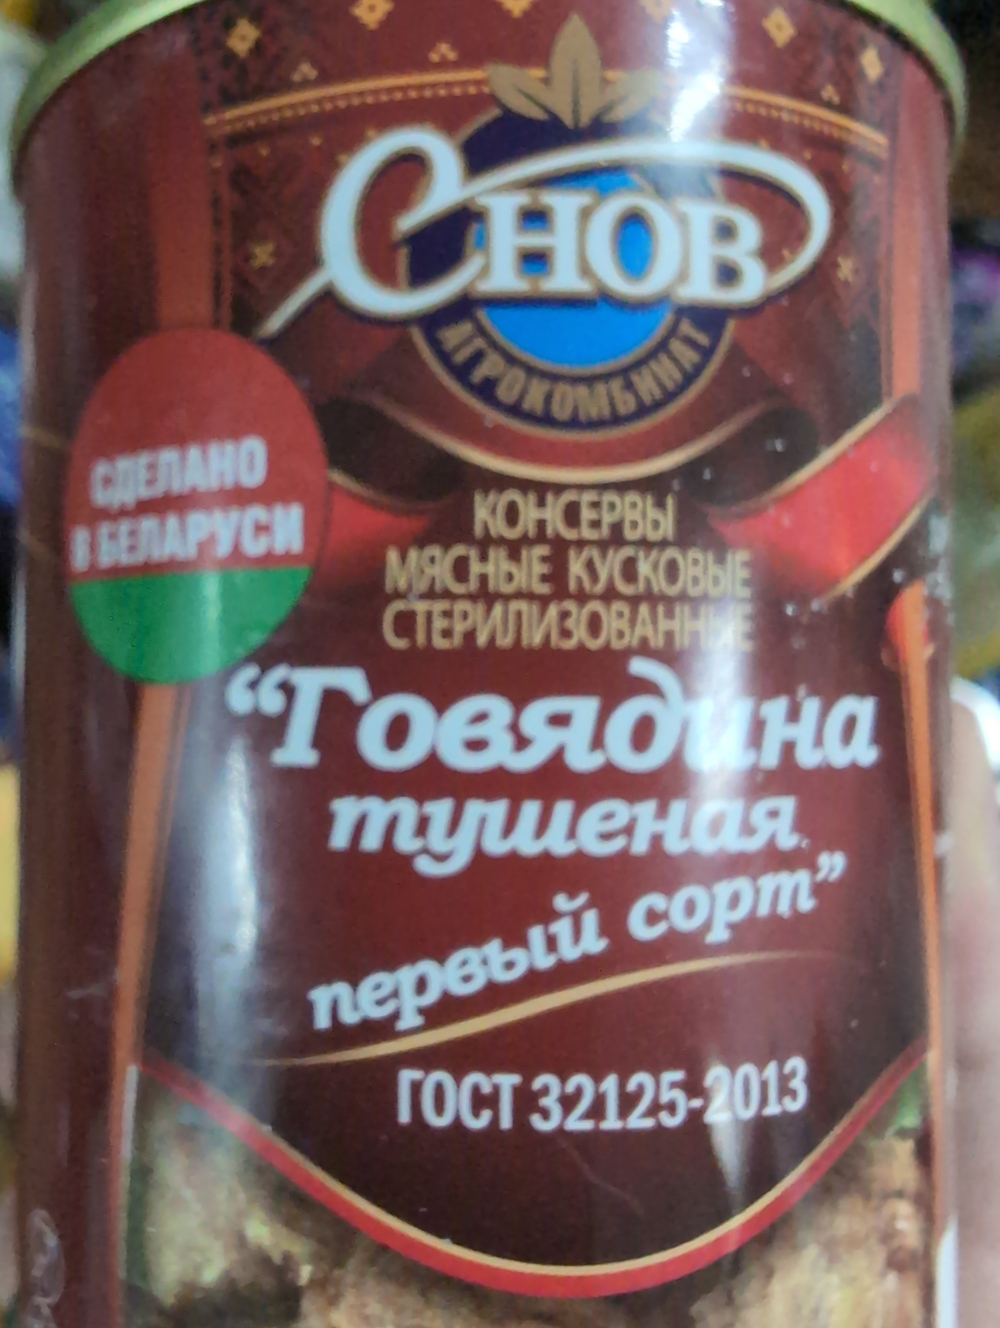 Снов
АГРОКОМБИНАТ
СДЕЛАНО
В БЕЛАРУСИ
КОНСЕРВЫ
МЯСНЫЕ КУСКОВЫЕ
СТЕРИЛИЗОВАННЫЕ
“Говядина
тушеная
первый сорт”
ГОСТ 32125-2013